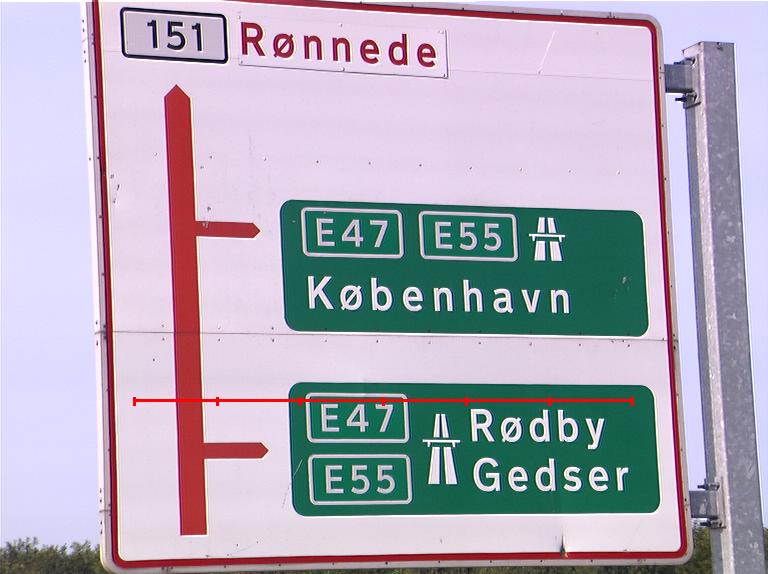 151 Rønnede
E47 E55
København
E47 Rødby
E55 Gedser